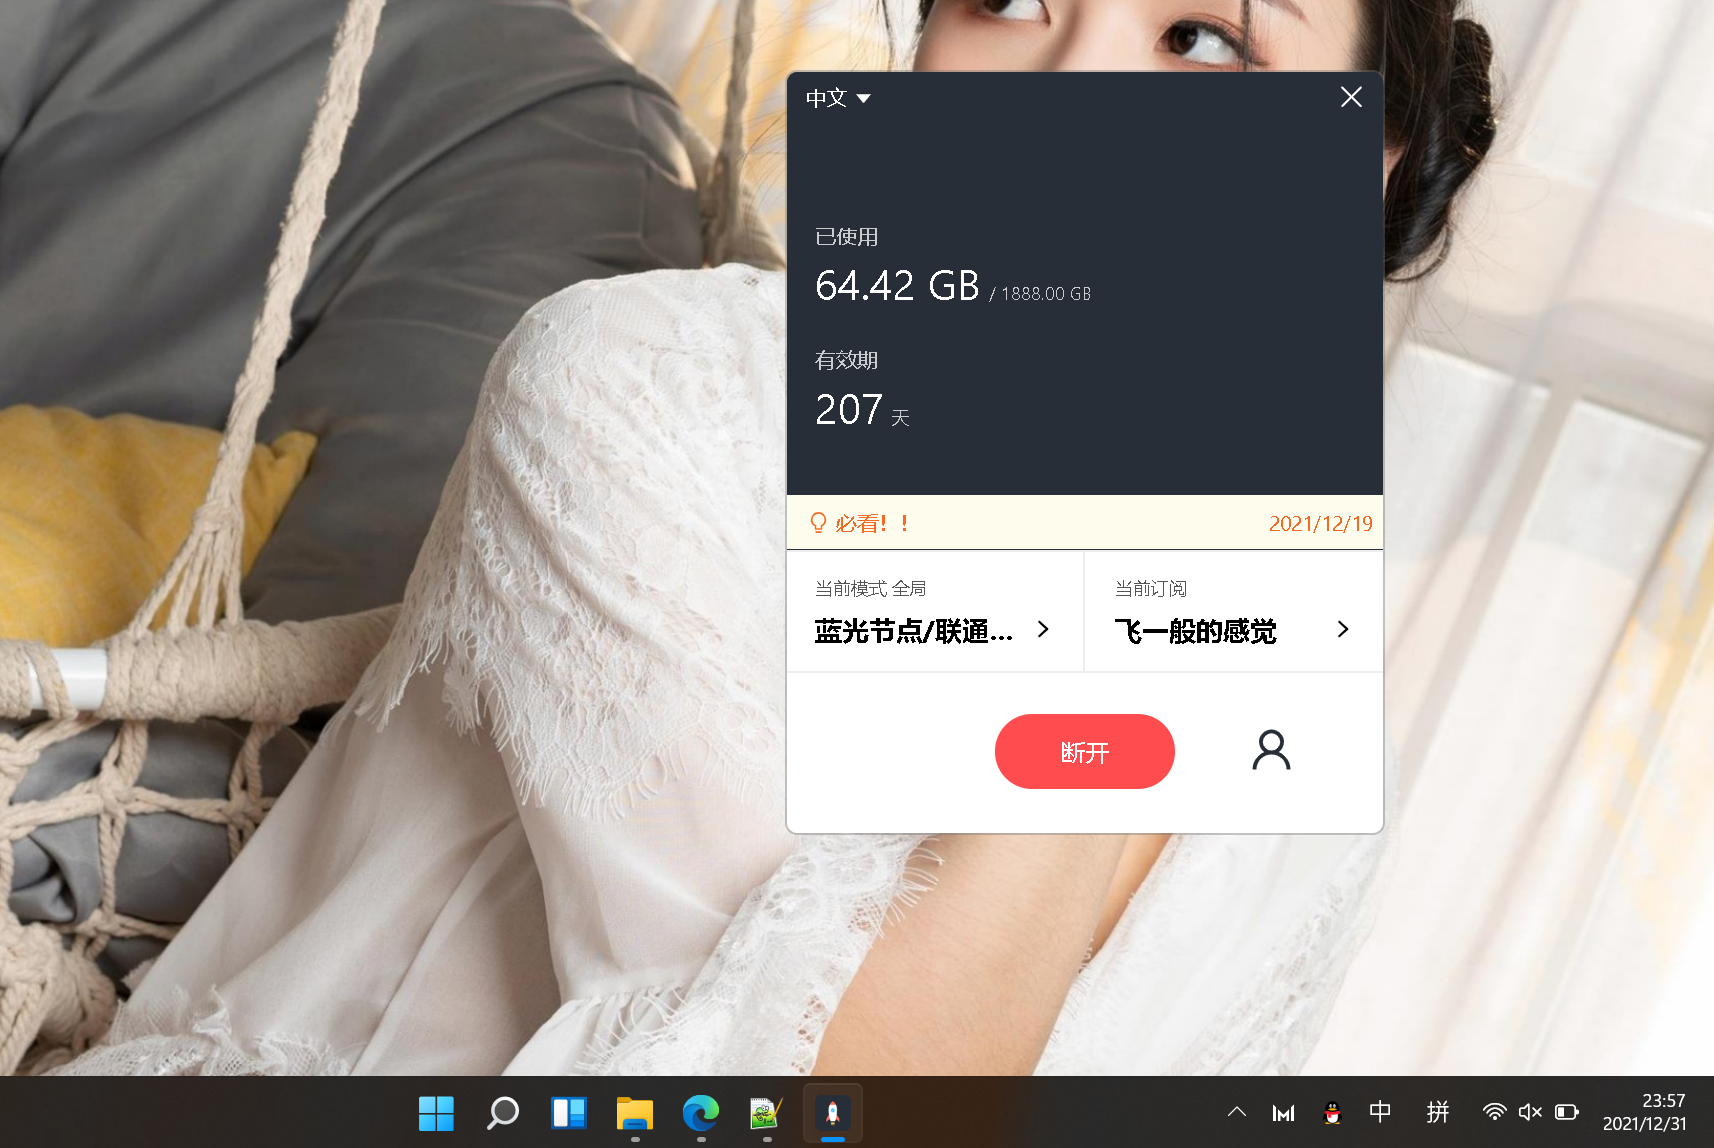 中文
已使用
64.42 GB / 1888.00 GB
有效期
207 天
必看！！ 2021/12/19
当前模式 全局
蓝光节点/联通...
当前订阅
飞一般的感觉
断开
中 拼 23:57
2021/12/31